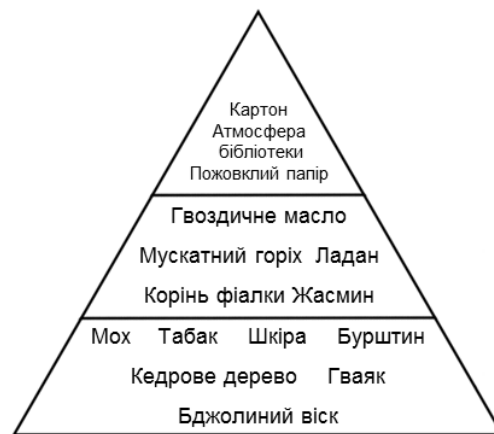 Картон
Атмосфера
бібліотеки
Пожовклий папір
Гвоздичне масло
Мускатний горіх Ладан
Корінь фіалки Жасмин
Мох Табак Шкіра Бурштин
Кедрове дерево Гваяк
Бджолиний віск